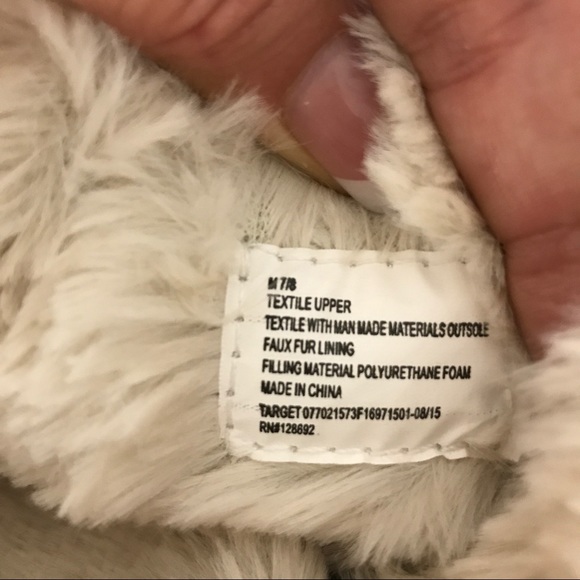 M 7/8
TEXTILE UPPER
TEXTILE WITH MAN MADE MATERIALS OUTSOLE
FAUX FUR LINING
FILLING MATERIAL POLYURETHANE FOAM
MADE IN CHINA
TARGET 077021573F16971501-08/15
RN#128692